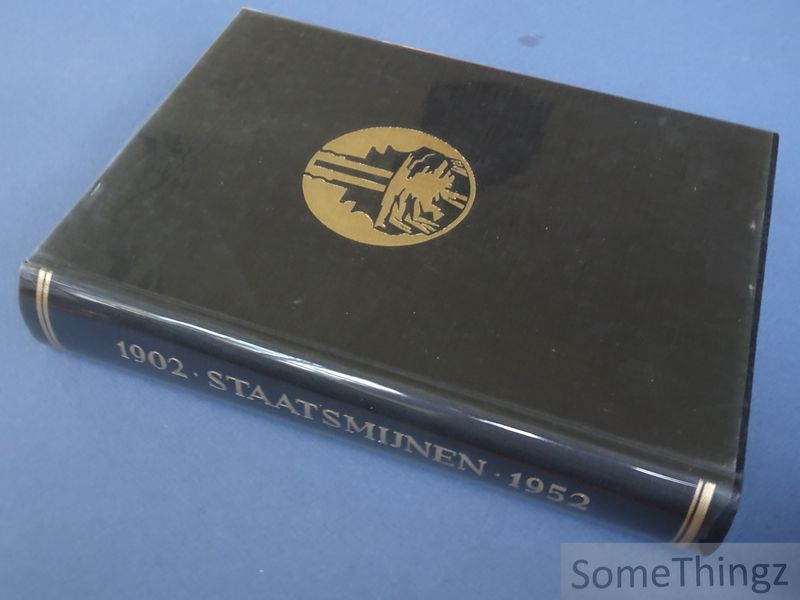 1902 · STAATSMIJNEN · 1952
SomeThingz